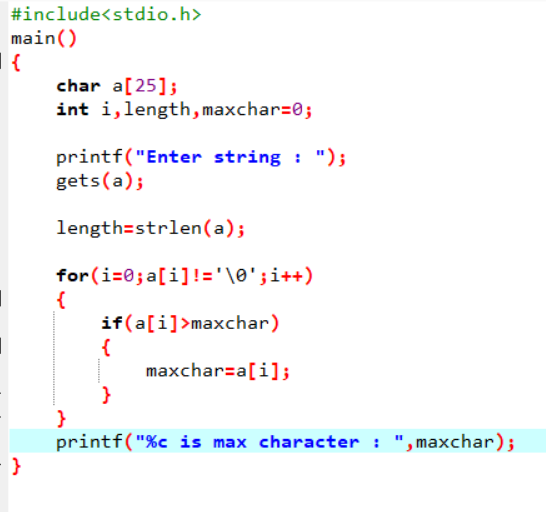 #include<stdio.h>
main()
{
char a[25];
int i,length,maxchar=0;
printf("Enter string : ");
gets(a);
length=strlen(a);
for(i=0;a[i]!='\0';i++)
{
if(a[i]>maxchar)
{
maxchar=a[i];
}
}
printf("%c is max character : ",maxchar);
}